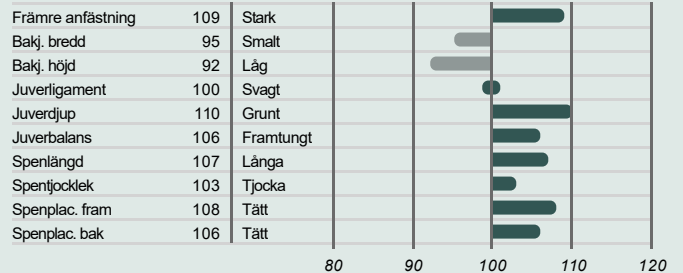 Främre anfästning 109 Stark
Bakj. bredd 95 Smalt
Bakj. höjd 92 Låg
Juverligament 100 Svagt
Juverdjup 110 Grunt
Juverbalans 106 Framtungt
Spenlängd 107 Långa
Spentjocklek 103 Tjocka
Spenplac. fram 108 Tätt
Spenplac. bak 106 Tätt
80 90 100 110 120